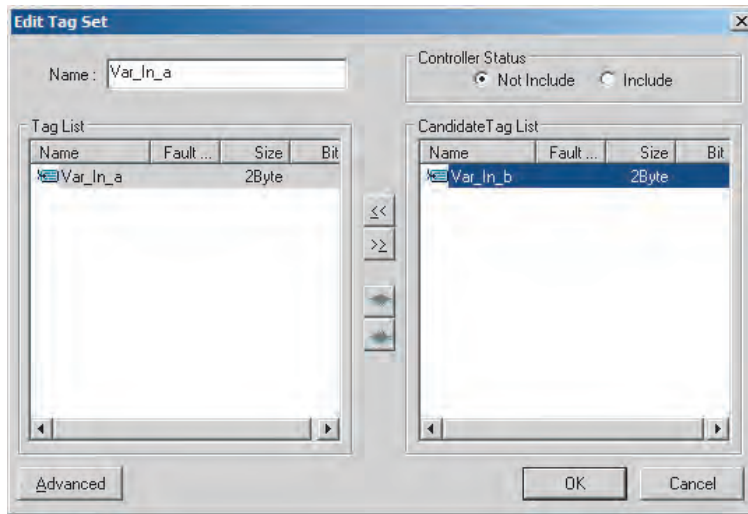 Edit Tag Set
Name : Var_In_a
Controller Status
Not Include Include
Tag List
Name Fault ... Size Bit
Var_In_a 2Byte
<<
>>
CandidateTag List
Name Fault ... Size Bit
Var_In_b 2Byte
Advanced
OK Cancel